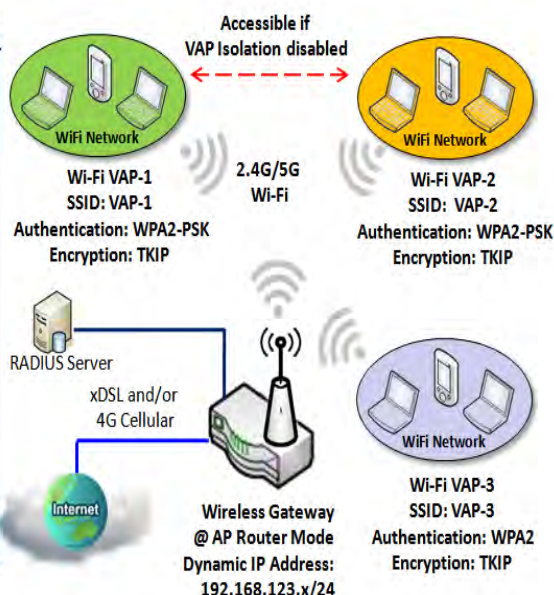 Accessible if
VAP Isolation disabled
WiFi Network
WiFi Network
Wi-Fi VAP-1
SSID: VAP-1
Authentication: WPA2-PSK
Encryption: TKIP
2.4G/5G
Wi-Fi
Wi-Fi VAP-2
SSID: VAP-2
Authentication: WPA2-PSK
Encryption: TKIP
RADIUS Server
xDSL and/or
4G Cellular
Internet
Wireless Gateway
@ AP Router Mode
Dynamic IP Address:
192.168.123.x/24
WiFi Network
Wi-Fi VAP-3
SSID: VAP-3
Authentication: WPA2
Encryption: TKIP